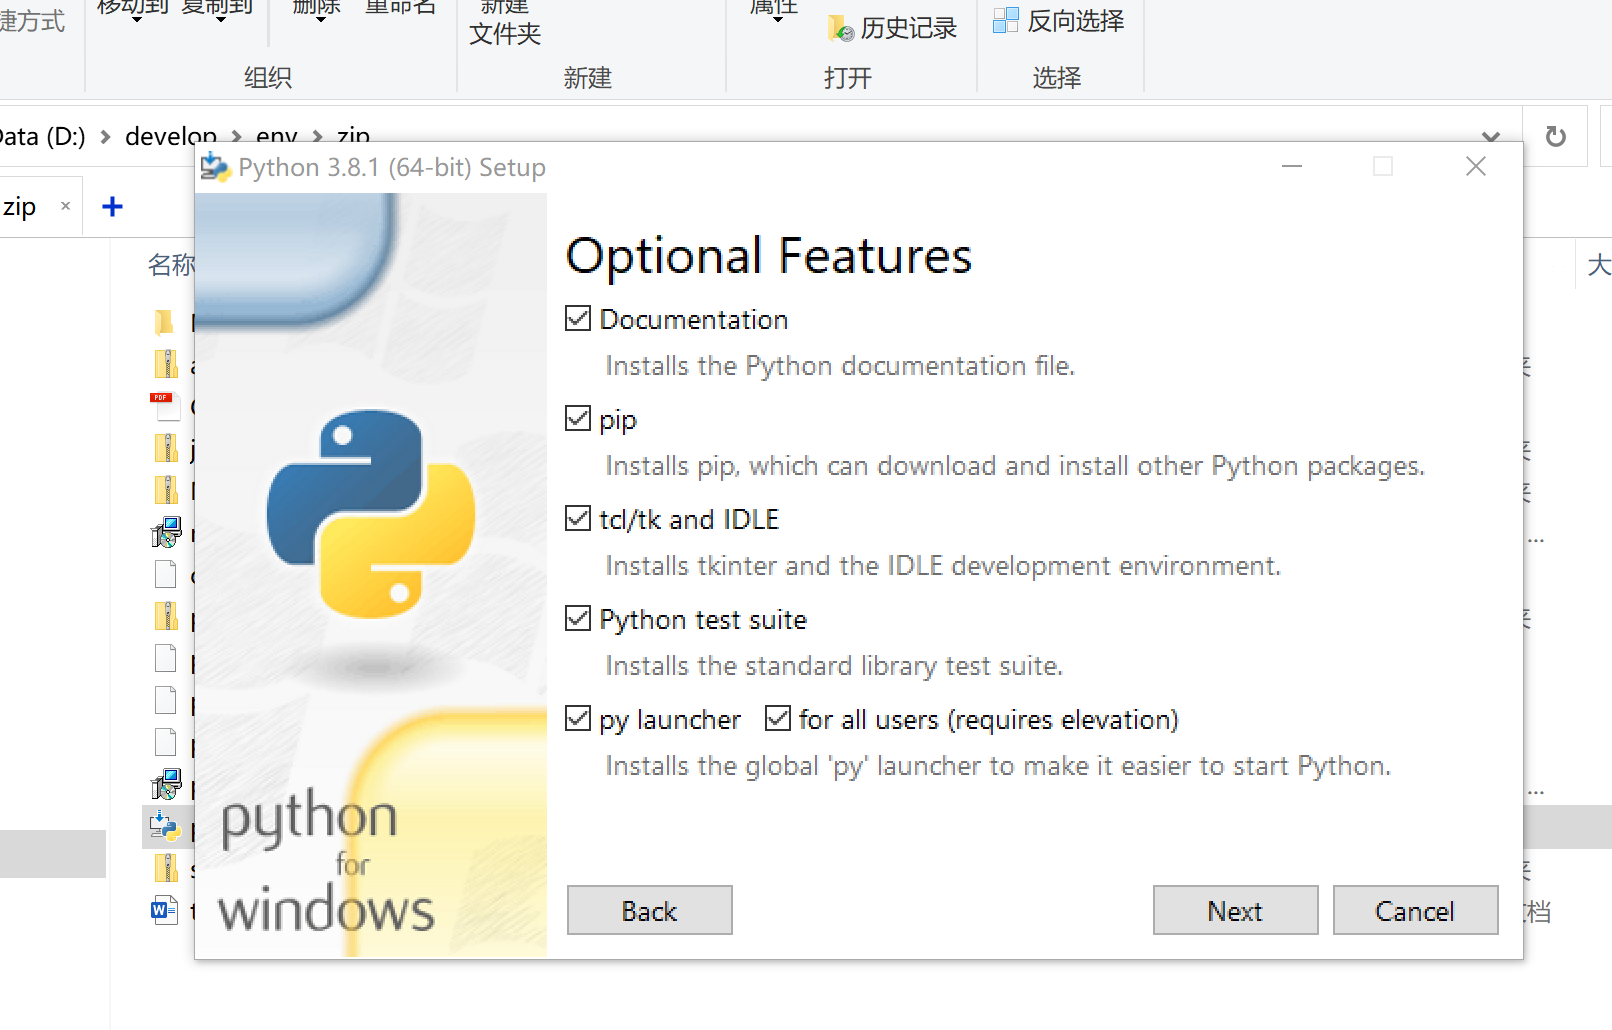 捷方式
移动到 复制到
删除 重命名
新建
文件夹
属性
历史记录
反向选择
组织
新建
打开
选择
Data (D:) develop env zip
Python 3.8.1 (64-bit) Setup
zip
名称
大
Optional Features
Documentation
Installs the Python documentation file.
PDF
pip
Installs pip, which can download and install other Python packages.
tcl/tk and IDLE
Installs tkinter and the IDLE development environment.
...
Python test suite
Installs the standard library test suite.
py launcher for all users (requires elevation)
Installs the global 'py' launcher to make it easier to start Python.
...
python
for
windows
W
档
Back Next Cancel